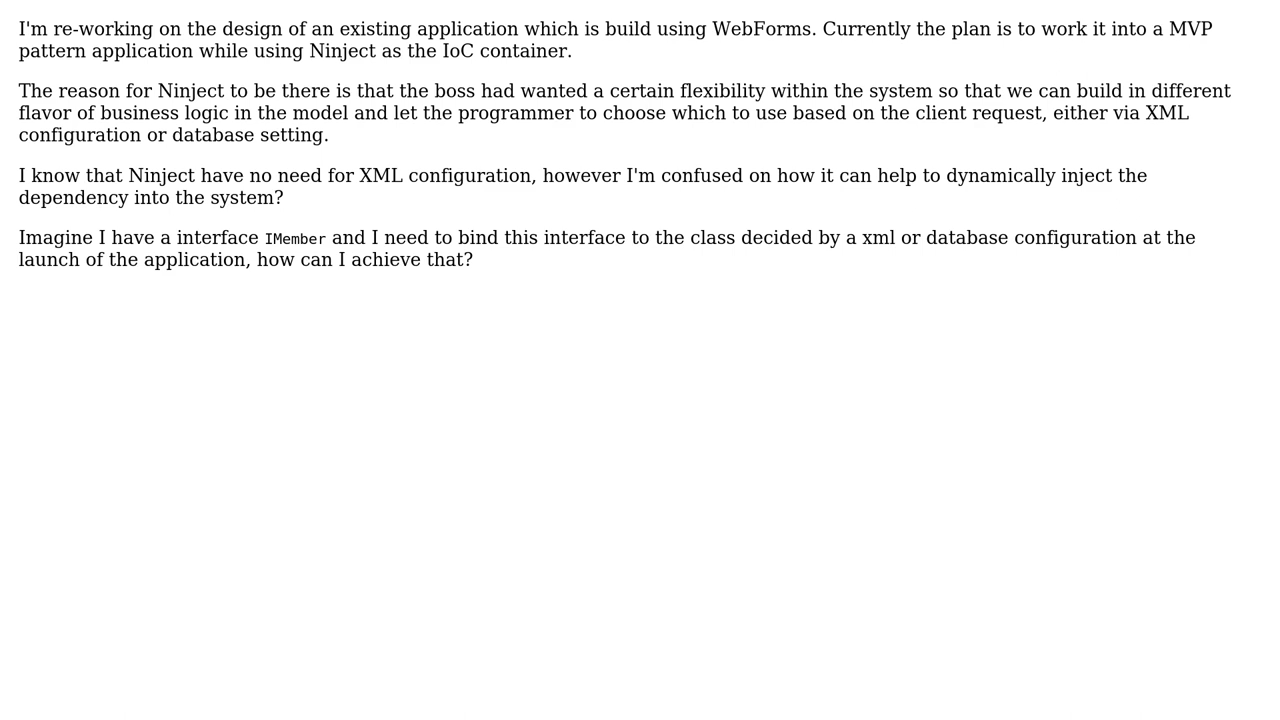 I'm re-working on the design of an existing application which is build using WebForms. Currently the plan is to work it into a MVP
pattern application while using Ninject as the IoC container.
The reason for Ninject to be there is that the boss had wanted a certain flexibility within the system so that we can build in different
flavor of business logic in the model and let the programmer to choose which to use based on the client request, either via XML
configuration or database setting.
I know that Ninject have no need for XML configuration, however I'm confused on how it can help to dynamically inject the
dependency into the system?
Imagine I have a interface IMember and I need to bind this interface to the class decided by a xml or database configuration at the
launch of the application, how can I achieve that?